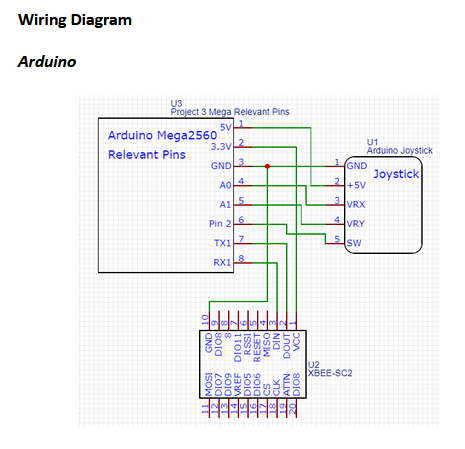 Wiring Diagram
Arduino
U3
Project 3 Mega Relevant Pins
Arduino Mega2560
Relevant Pins
5V 1
3.3V 2
GND 3
A0 4
A1 5
Pin 2 6
TX1 7
RX1 8
U1
Arduino Joystick
Joystick
1 GND
2 +5V
3 VRX
4 VRY
5 SW
10 9 8 7 6 5 4 3 2 1
GND DIO8 8 DIO11 RSSI RESET MISO DIN DOUT VCC
U2
XBEE-SC2
MOSI DIO7 DIO9 VREF DIO5 DIO6 CS CLK ATTN DIO8
11 12 13 14 15 16 17 18 19 20